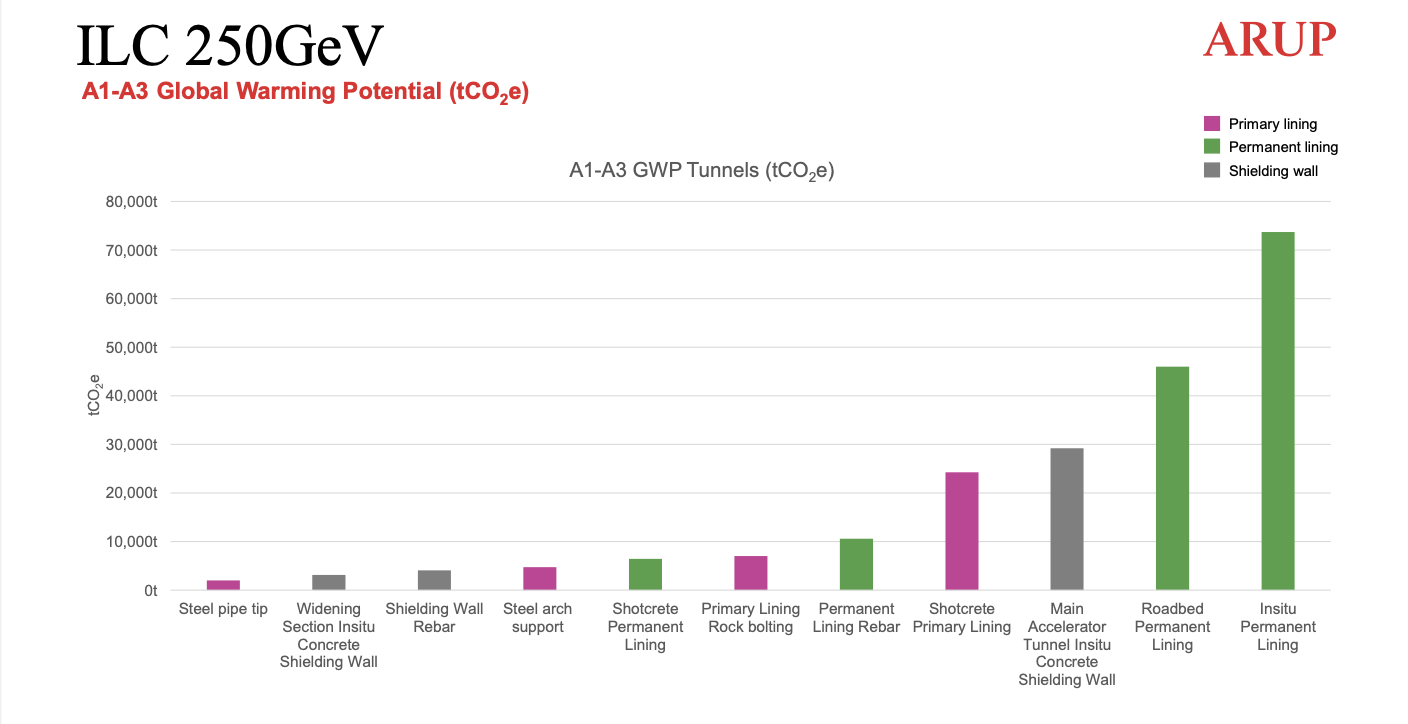 ILC 250GeV
ARUP
A1-A3 Global Warming Potential (tCO₂e)
Primary lining
Permanent lining
Shielding wall
A1-A3 GWP Tunnels (tCO₂e)
80,000t
70,000t
60,000t
50,000t
40,000t
30,000t
20,000t
10,000t
0t
tCO₂e
Steel pipe tip
Widening
Section Insitu
Concrete
Shielding Wall
Shielding Wall
Rebar
Steel arch
support
Shotcrete
Permanent
Lining
Primary Lining
Rock bolting
Permanent
Lining Rebar
Shotcrete
Primary Lining
Main
Accelerator
Tunnel Insitu
Concrete
Shielding Wall
Roadbed
Permanent
Lining
Insitu
Permanent
Lining